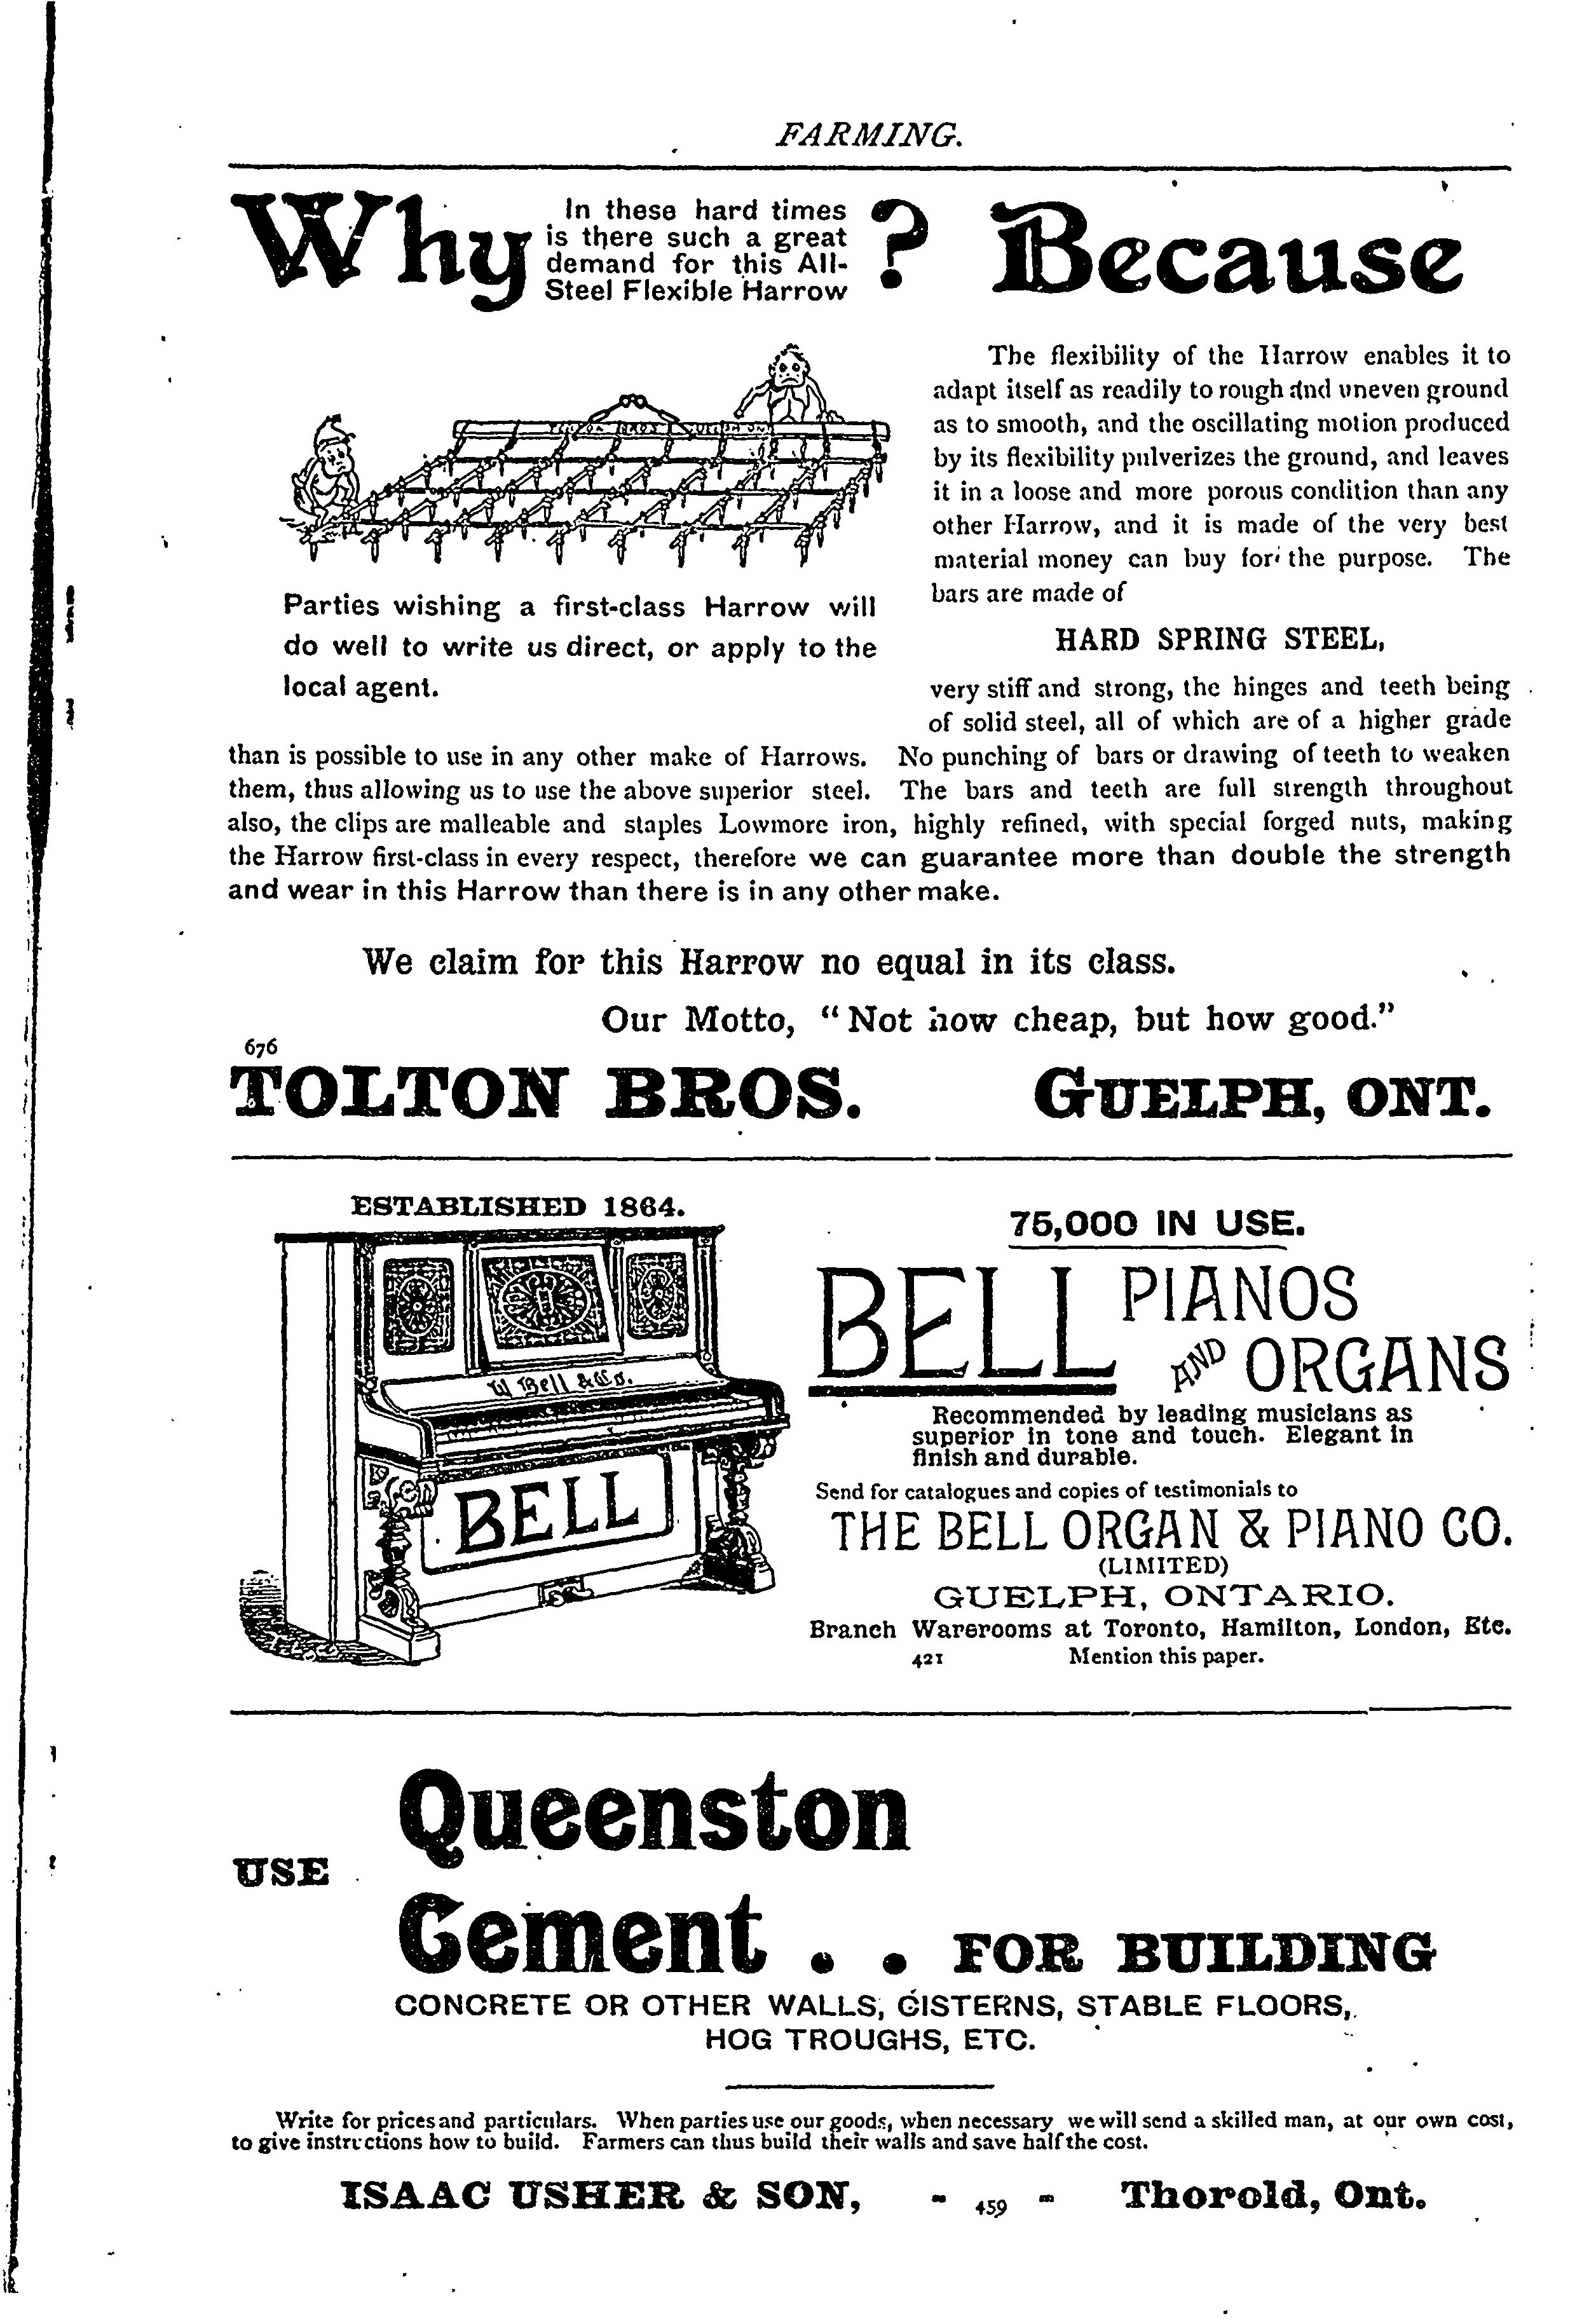 FARMING.
Why
In these hard times
is there such a great
demand for this All-
Steel Flexible Harrow
? Because
TOLTON BROS GUELPH ONT
Parties wishing a first-class Harrow will
do well to write us direct, or apply to the
local agent.
The flexibility of the Harrow enables it to
adapt itself as readily to rough and uneven ground
as to smooth, and the oscillating motion produced
by its flexibility pulverizes the ground, and leaves
it in a loose and more porous condition than any
other Harrow, and it is made of the very best
material money can buy for the purpose. The
bars are made of
HARD SPRING STEEL,
very stiff and strong, the hinges and teeth being
of solid steel, all of which are of a higher grade
than is possible to use in any other make of Harrows. No punching of bars or drawing of teeth to weaken
them, thus allowing us to use the above superior steel. The bars and teeth are full strength throughout
also, the clips are malleable and staples Lowmore iron, highly refined, with special forged nuts, making
the Harrow first-class in every respect, therefore we can guarantee more than double the strength
and wear in this Harrow than there is in any other make.
We claim for this Harrow no equal in its class.
Our Motto, “Not how cheap, but how good.”
676
TOLTON BROS. GUELPH, ONT.
ESTABLISHED 1864.
W Bell & Co.
BELL
75,000 IN USE.
BELL PIANOS
AND ORGANS
Recommended by leading musicians as
superior in tone and touch. Elegant in
finish and durable.
Send for catalogues and copies of testimonials to
THE BELL ORGAN & PIANO CO.
(LIMITED)
GUELPH, ONTARIO.
Branch Warerooms at Toronto, Hamilton, London, Etc.
421 Mention this paper.
USE
Queenston
Cement . . FOR BUILDING
CONCRETE OR OTHER WALLS, CISTERNS, STABLE FLOORS,
HOG TROUGHS, ETC.
Write for prices and particulars. When parties use our goods, when necessary we will send a skilled man, at our own cost,
to give instructions how to build. Farmers can thus build their walls and save half the cost.
ISAAC USHER & SON, - 459 - Thorold, Ont.